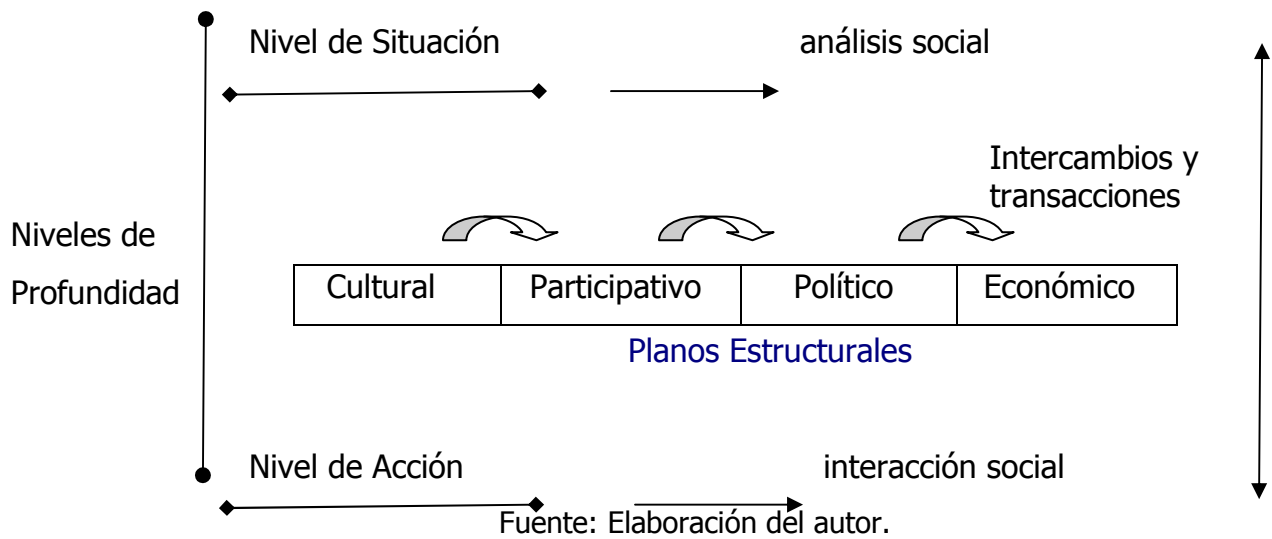 Nivel de Situación análisis social
Intercambios y
transacciones
Niveles de
Profundidad
Cultural Participativo Político Económico
Planos Estructurales
Nivel de Acción interacción social
Fuente: Elaboración del autor.